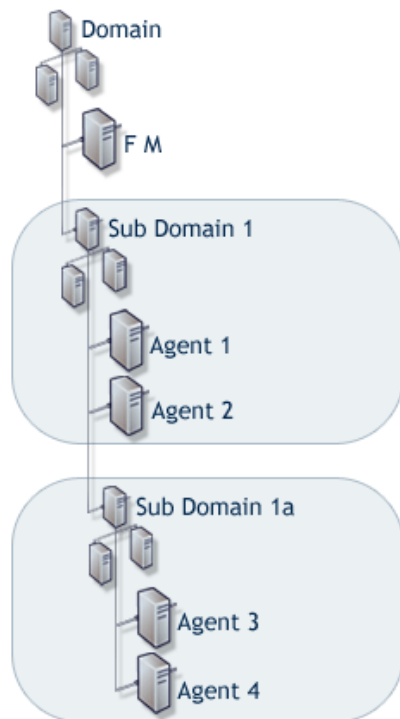 Domain
F M
Sub Domain 1
Agent 1
Agent 2
Sub Domain 1a
Agent 3
Agent 4